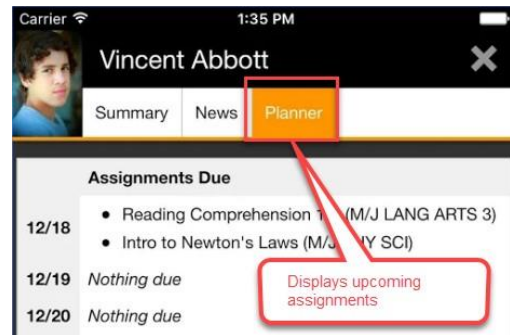 Carrier 1:35 PM
Vincent Abbott
Summary News Planner
Assignments Due
12/18
• Reading Comprehension (M/J LANG ARTS 3)
• Intro to Newton's Laws (M/J SCI)
12/19 Nothing due
12/20 Nothing due
Displays upcoming
assignments